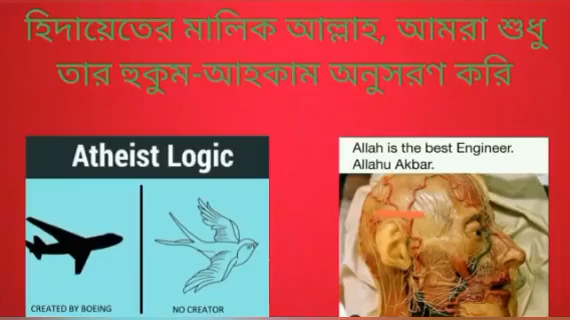 হিদায়েতের মালিক আল্লাহ, আমরা শুধু
তার হুকুম-আহকাম অনুসরণ করি
Atheist Logic
CREATED BY BOEING
NO CREATOR
Allah is the best Engineer.
Allahu Akbar.